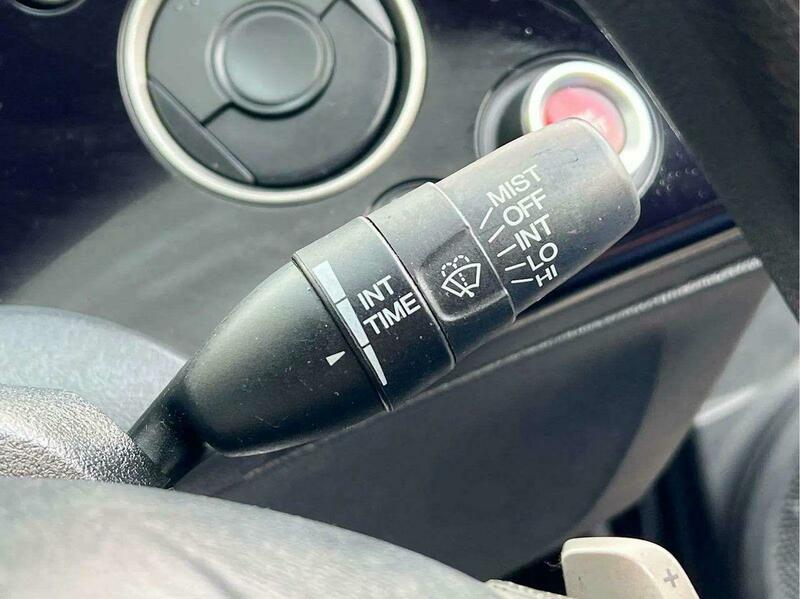 MIST
OFF
INT
LO
HI
INT
TIME
+